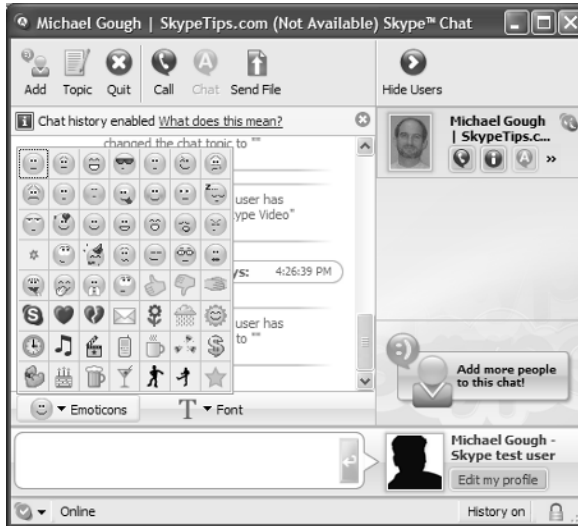 Michael Gough | SkypeTips.com (Not Available) Skype™ Chat
Add Topic Quit Call Chat Send File Hide Users
Chat history enabled What does this mean?
changed the chat topic to ""
user has
ype Video"
ys: 4:26:39 PM
user has
to ""
Emoticons
Font
Michael Gough
| SkypeTips.c...
Add more people
to this chat!
Michael Gough -
Skype test user
Edit my profile
Online
History on